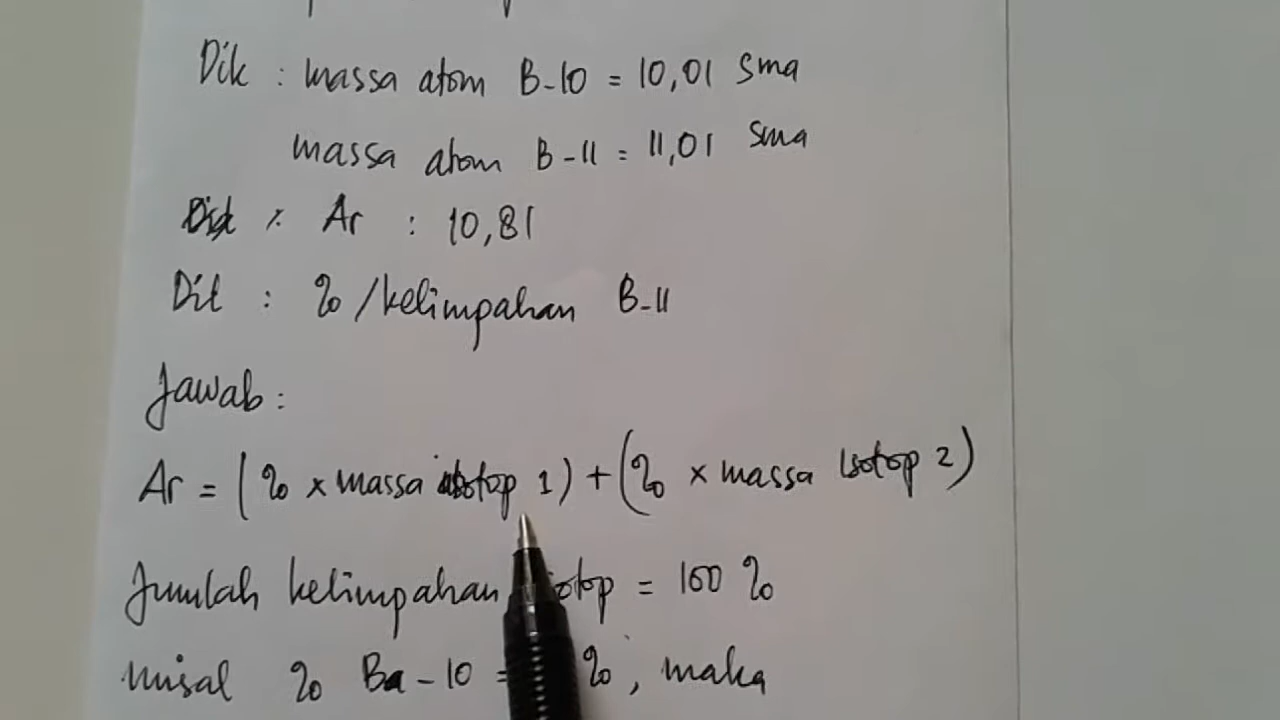 Dik : massa atom B-10 = 10,01 sma
massa atom B-11 = 11,01 sma
Ar : 10,81
Dit : % /kelimpahan B-11
Jawab :
Ar = ( % x massa isotop 1 ) + ( % x massa Isotop 2 )
Jumlah kelimpahan = 100 %
misal % Ba-10 = %, maka